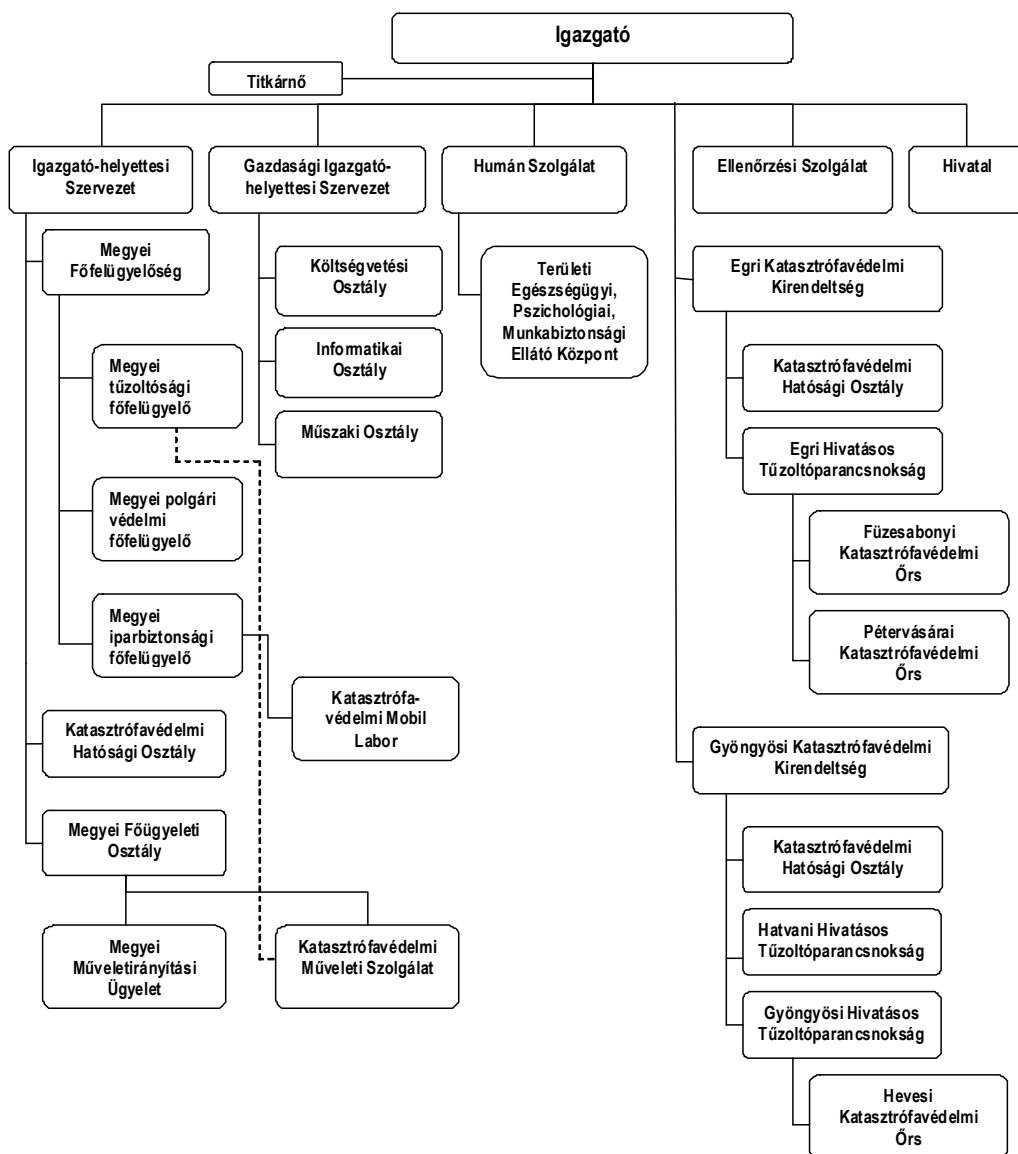 Igazgató
Titkárnő
Igazgató-helyettesi
Szervezet
Gazdasági Igazgató-
helyettesi Szervezet
Humán Szolgálat
Ellenőrzési Szolgálat
Hivatal
Megyei
Főfelügyelőség
Megyei
tűzoltósági
főfelügyelő
Megyei polgári
védelmi
főfelügyelő
Megyei
iparbiztonsági
főfelügyelő
Katasztrófa-
védelmi Mobil
Labor
Katasztrófavédelmi
Hatósági Osztály
Megyei Főügyeleti
Osztály
Megyei
Műveletirányítási
Ügyelet
Katasztrófavédelmi
Műveleti Szolgálat
Költségvetési
Osztály
Informatikai
Osztály
Műszaki Osztály
Területi
Egészségügyi,
Pszichológiai,
Munkabiztonsági
Ellátó Központ
Egri Katasztrófavédelmi
Kirendeltség
Katasztrófavédelmi
Hatósági Osztály
Egri Hivatásos
Tűzoltóparancsnokság
Füzesabonyi
Katasztrófavédelmi
Őrs
Pétervásárai
Katasztrófavédelmi
Őrs
Gyöngyösi Katasztrófavédelmi
Kirendeltség
Katasztrófavédelmi
Hatósági Osztály
Hatvani Hivatásos
Tűzoltóparancsnokság
Gyöngyösi Hivatásos
Tűzoltóparancsnokság
Hevesi
Katasztrófavédelmi
Őrs